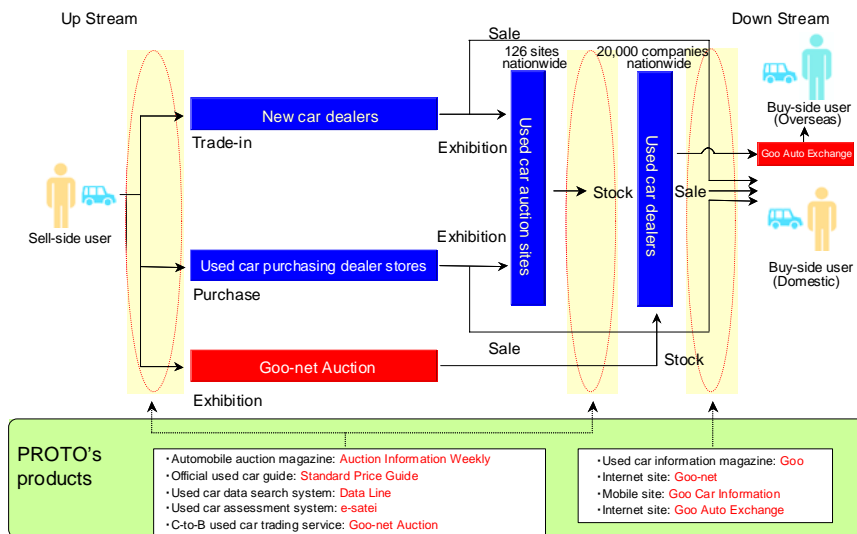 Up Stream
Down Stream
Sale
126 sites
nationwide
20,000 companies
nationwide
New car dealers
Trade-in
Exhibition
Used car auction sites
Used car dealers
Buy-side user
(Overseas)
Goo Auto Exchange
Sell-side user
Stock
Sale
Exhibition
Used car purchasing dealer stores
Purchase
Buy-side user
(Domestic)
Goo-net Auction
Sale
Stock
Exhibition
PROTO's
products
・Automobile auction magazine: Auction Information Weekly
・Official used car guide: Standard Price Guide
・Used car data search system: Data Line
・Used car assessment system: e-satei
・C-to-B used car trading service: Goo-net Auction
・Used car information magazine: Goo
・Internet site: Goo-net
・Mobile site: Goo Car Information
・Internet site: Goo Auto Exchange